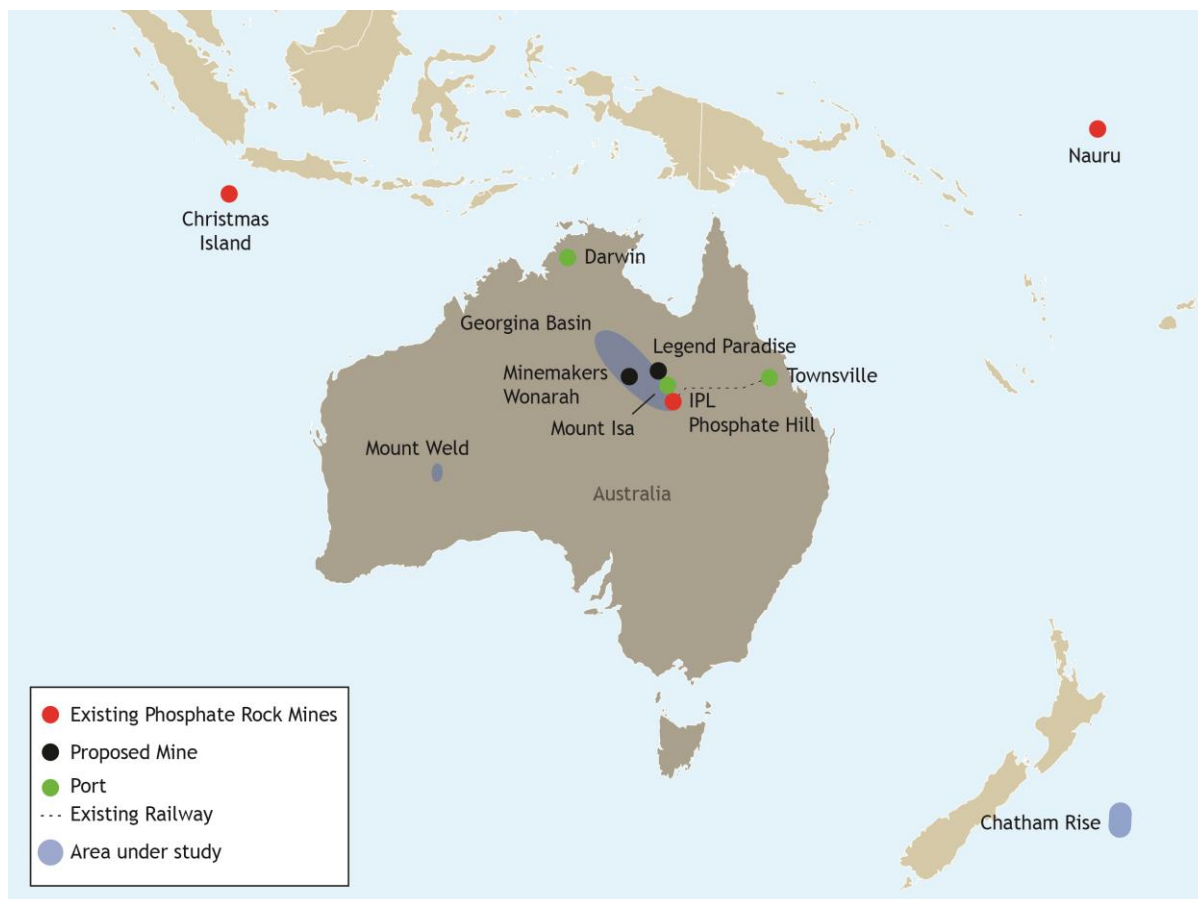 Nauru
Christmas
Island
Darwin
Georgina Basin
Legend Paradise
Minemakers
Wonarah
Townsville
IPL
Phosphate Hill
Mount Isa
Mount Weld
Australia
Existing Phosphate Rock Mines
Proposed Mine
Port
Existing Railway
Area under study
Chatham Rise